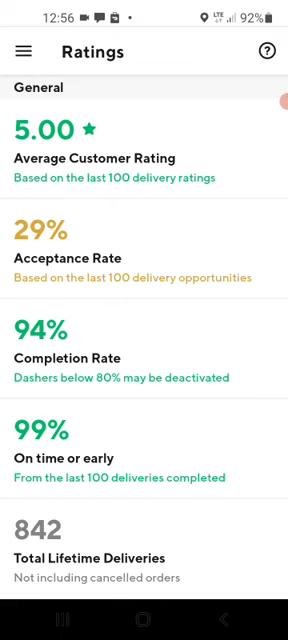 12:56
LTE
92%
Ratings
General
5.00 ★
Average Customer Rating
Based on the last 100 delivery ratings
29%
Acceptance Rate
Based on the last 100 delivery opportunities
94%
Completion Rate
Dashers below 80% may be deactivated
99%
On time or early
From the last 100 deliveries completed
842
Total Lifetime Deliveries
Not including cancelled orders